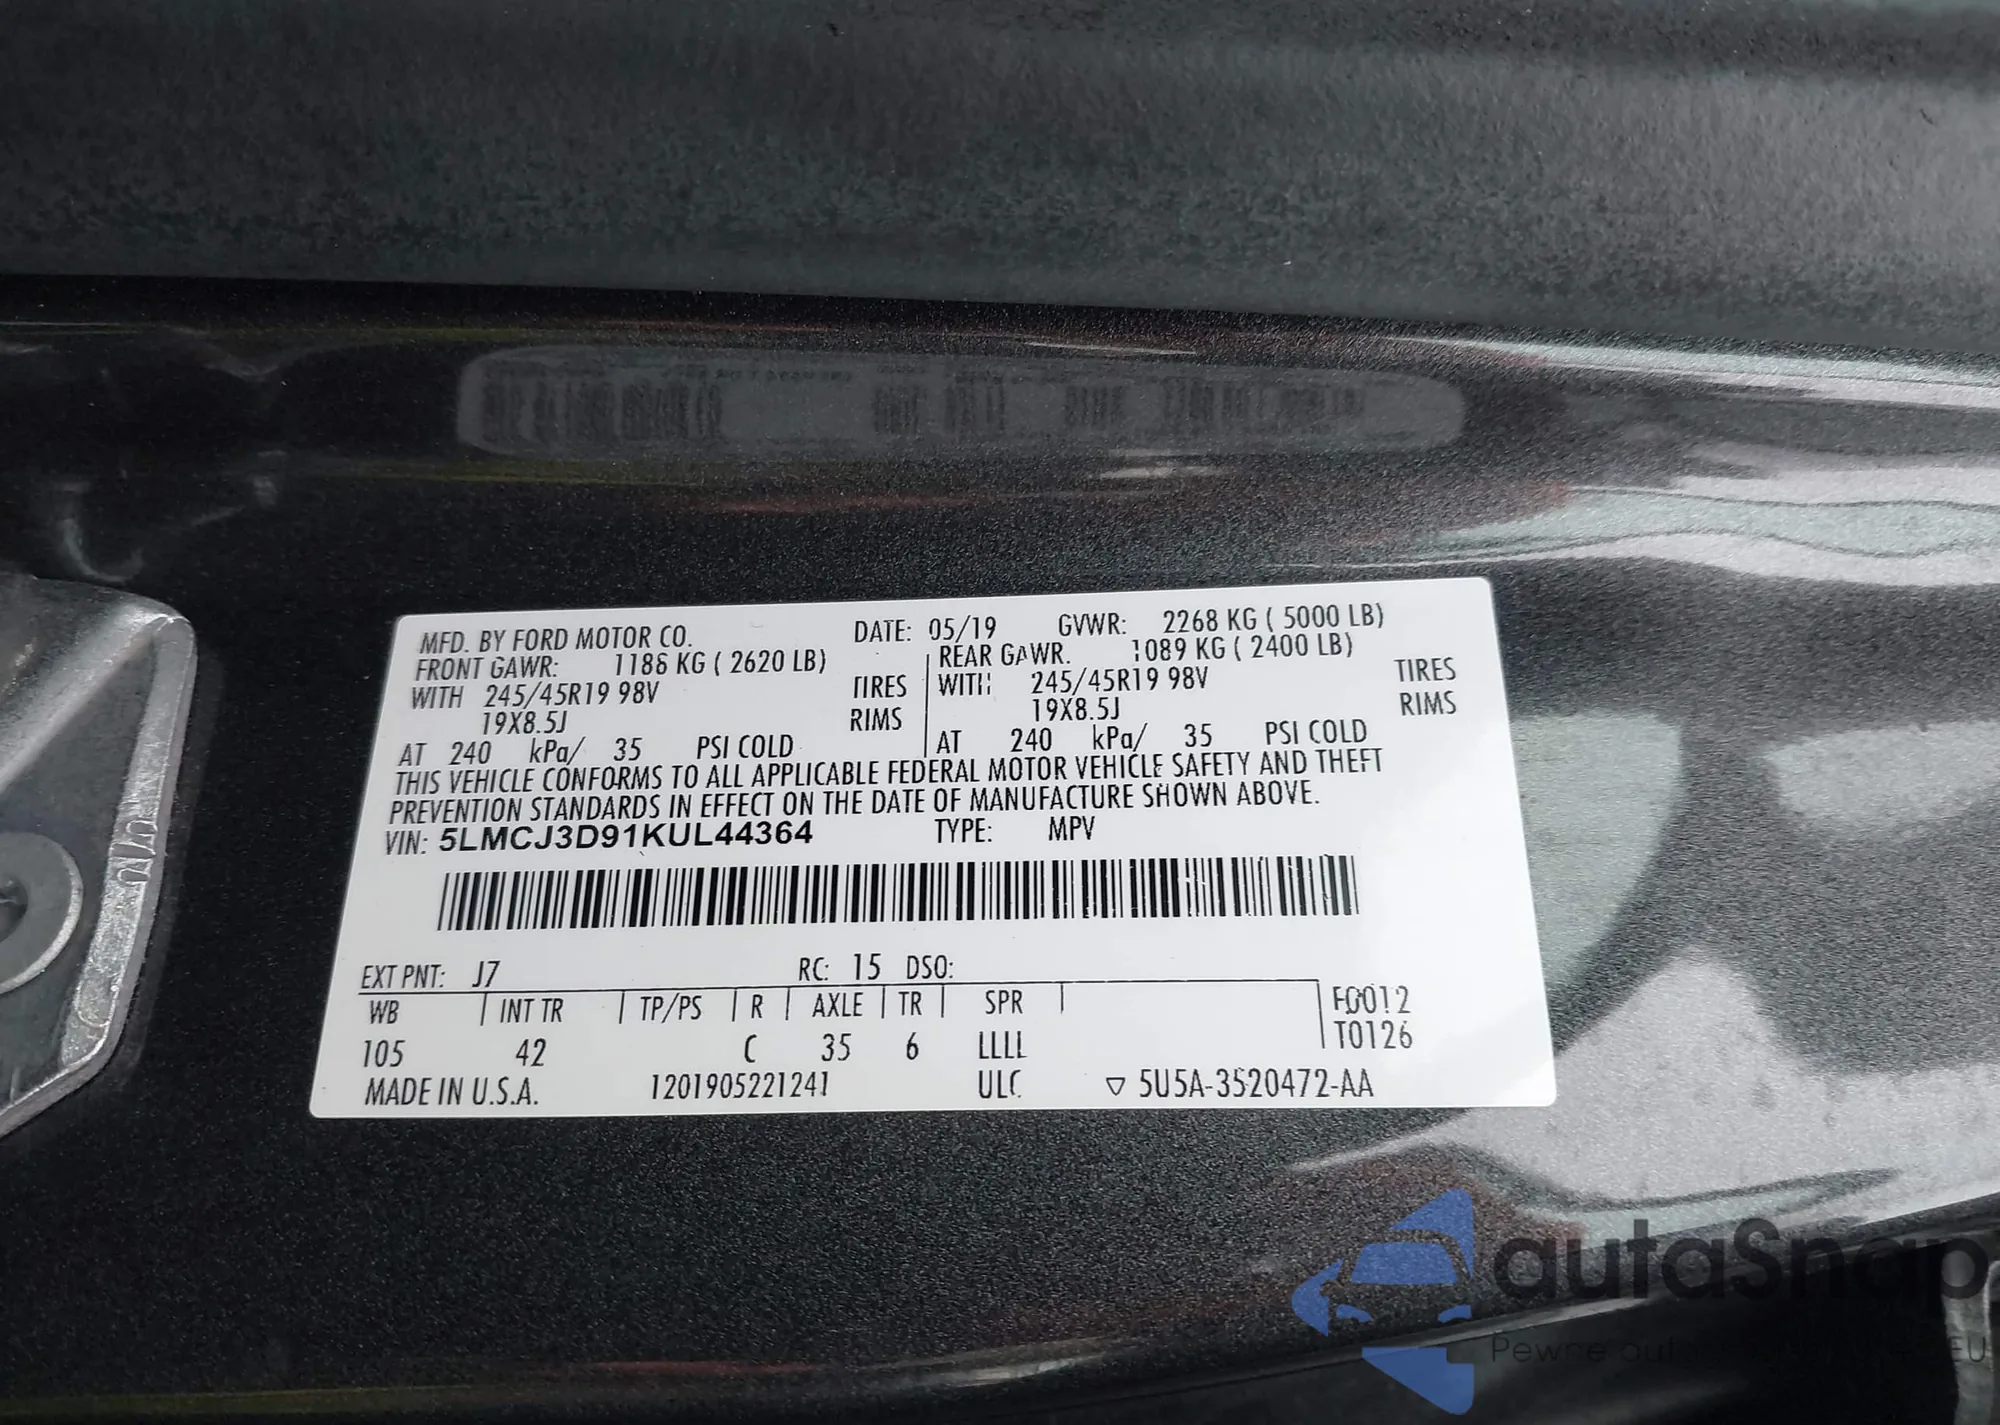 MFD. BY FORD MOTOR CO. DATE: 05/19 GVWR: 2268 KG ( 5000 LB)
FRONT GAWR: 1188 KG ( 2620 LB) REAR GAWR. 1089 KG ( 2400 LB)
WITH 245/45R19 98V TIRES WITH 245/45R19 98V TIRES
19X8.5J RIMS 19X8.5J RIMS
AT 240 kPa/ 35 PSI COLD AT 240 kPa/ 35 PSI COLD
THIS VEHICLE CONFORMS TO ALL APPLICABLE FEDERAL MOTOR VEHICLE SAFETY AND THEFT
PREVENTION STANDARDS IN EFFECT ON THE DATE OF MANUFACTURE SHOWN ABOVE.
VIN: 5LMCJ3D91KUL44364 TYPE: MPV
EXT PNT: J7 RC: 15 DSO:
WB INT TR TP/PS R AXLE TR SPR F0012
T0126
105 42 C 35 6 LLLL
MADE IN U.S.A. 1201905221241 ULC ▽ 5U5A-3520472-AA
autaSnap
Pewne aut EU